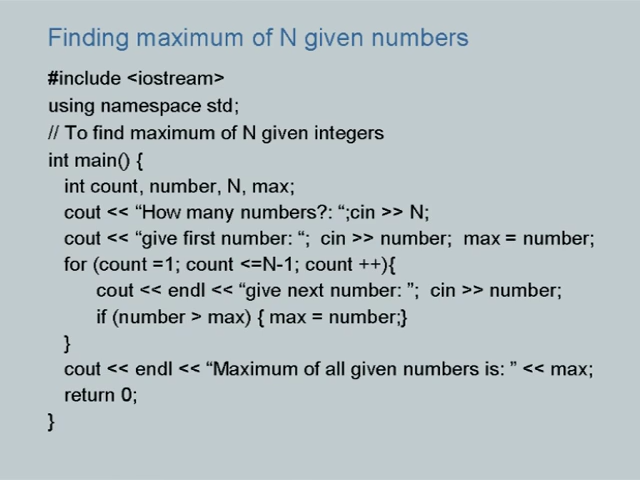 Finding maximum of N given numbers
#include <iostream>
using namespace std;
// To find maximum of N given integers
int main() {
int count, number, N, max;
cout << “How many numbers?: “;cin >> N;
cout << “give first number: “; cin >> number; max = number;
for (count =1; count <=N-1; count ++){
cout << endl << “give next number: ”; cin >> number;
if (number > max) { max = number;}
}
cout << endl << “Maximum of all given numbers is: ” << max;
return 0;
}